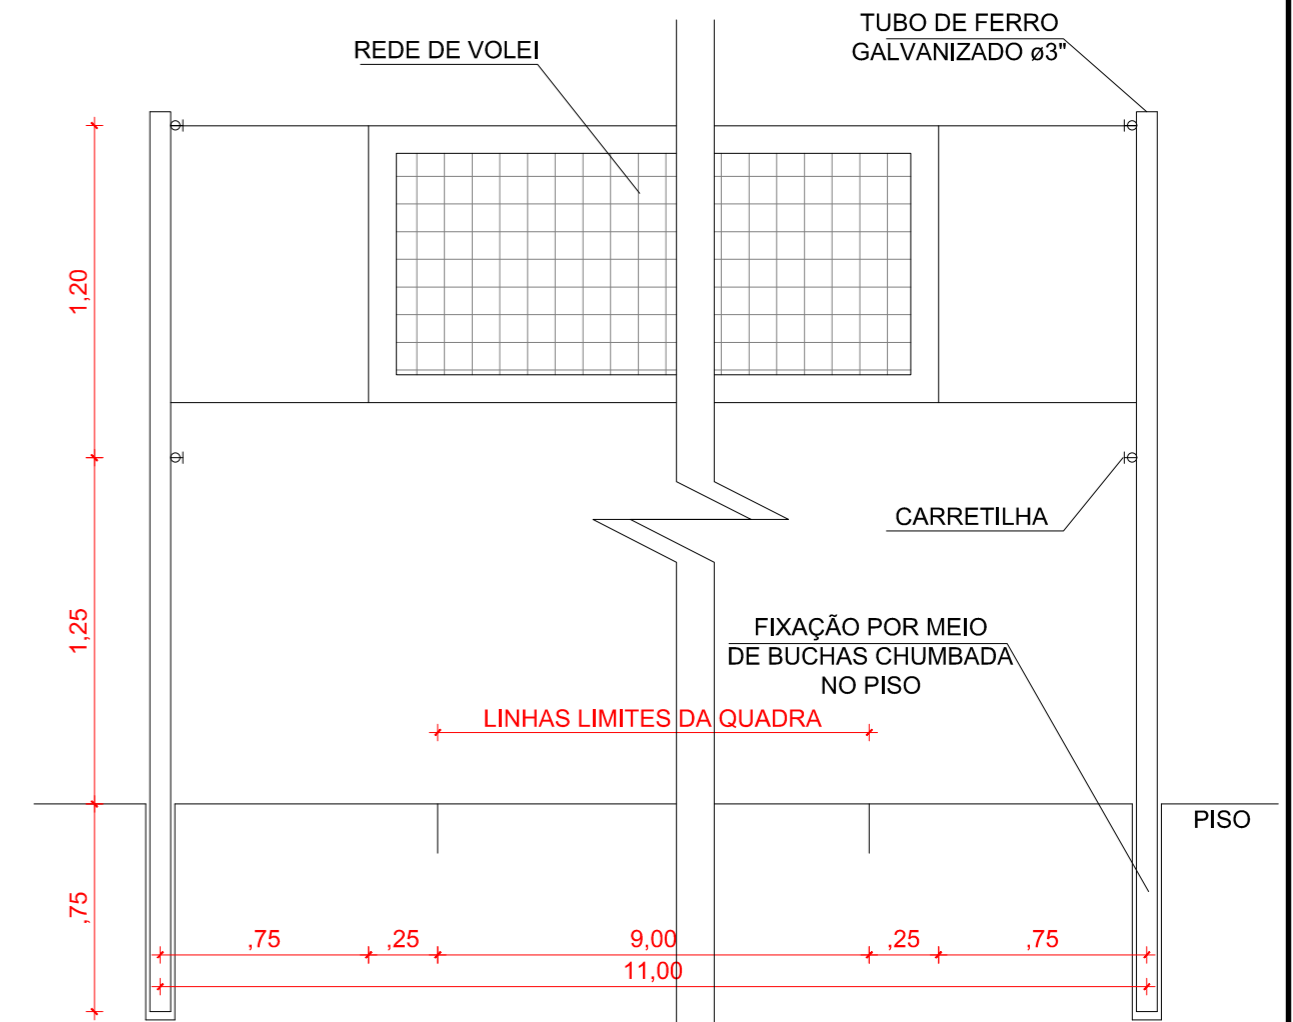 REDE DE VOLEI
TUBO DE FERRO
GALVANIZADO ø3"
1,20
CARRETILHA
1,25
FIXAÇÃO POR MEIO
DE BUCHAS CHUMBADA
NO PISO
LINHAS LIMITES DA QUADRA
PISO
,75
,75
,25
9,00
,25
,75
11,00